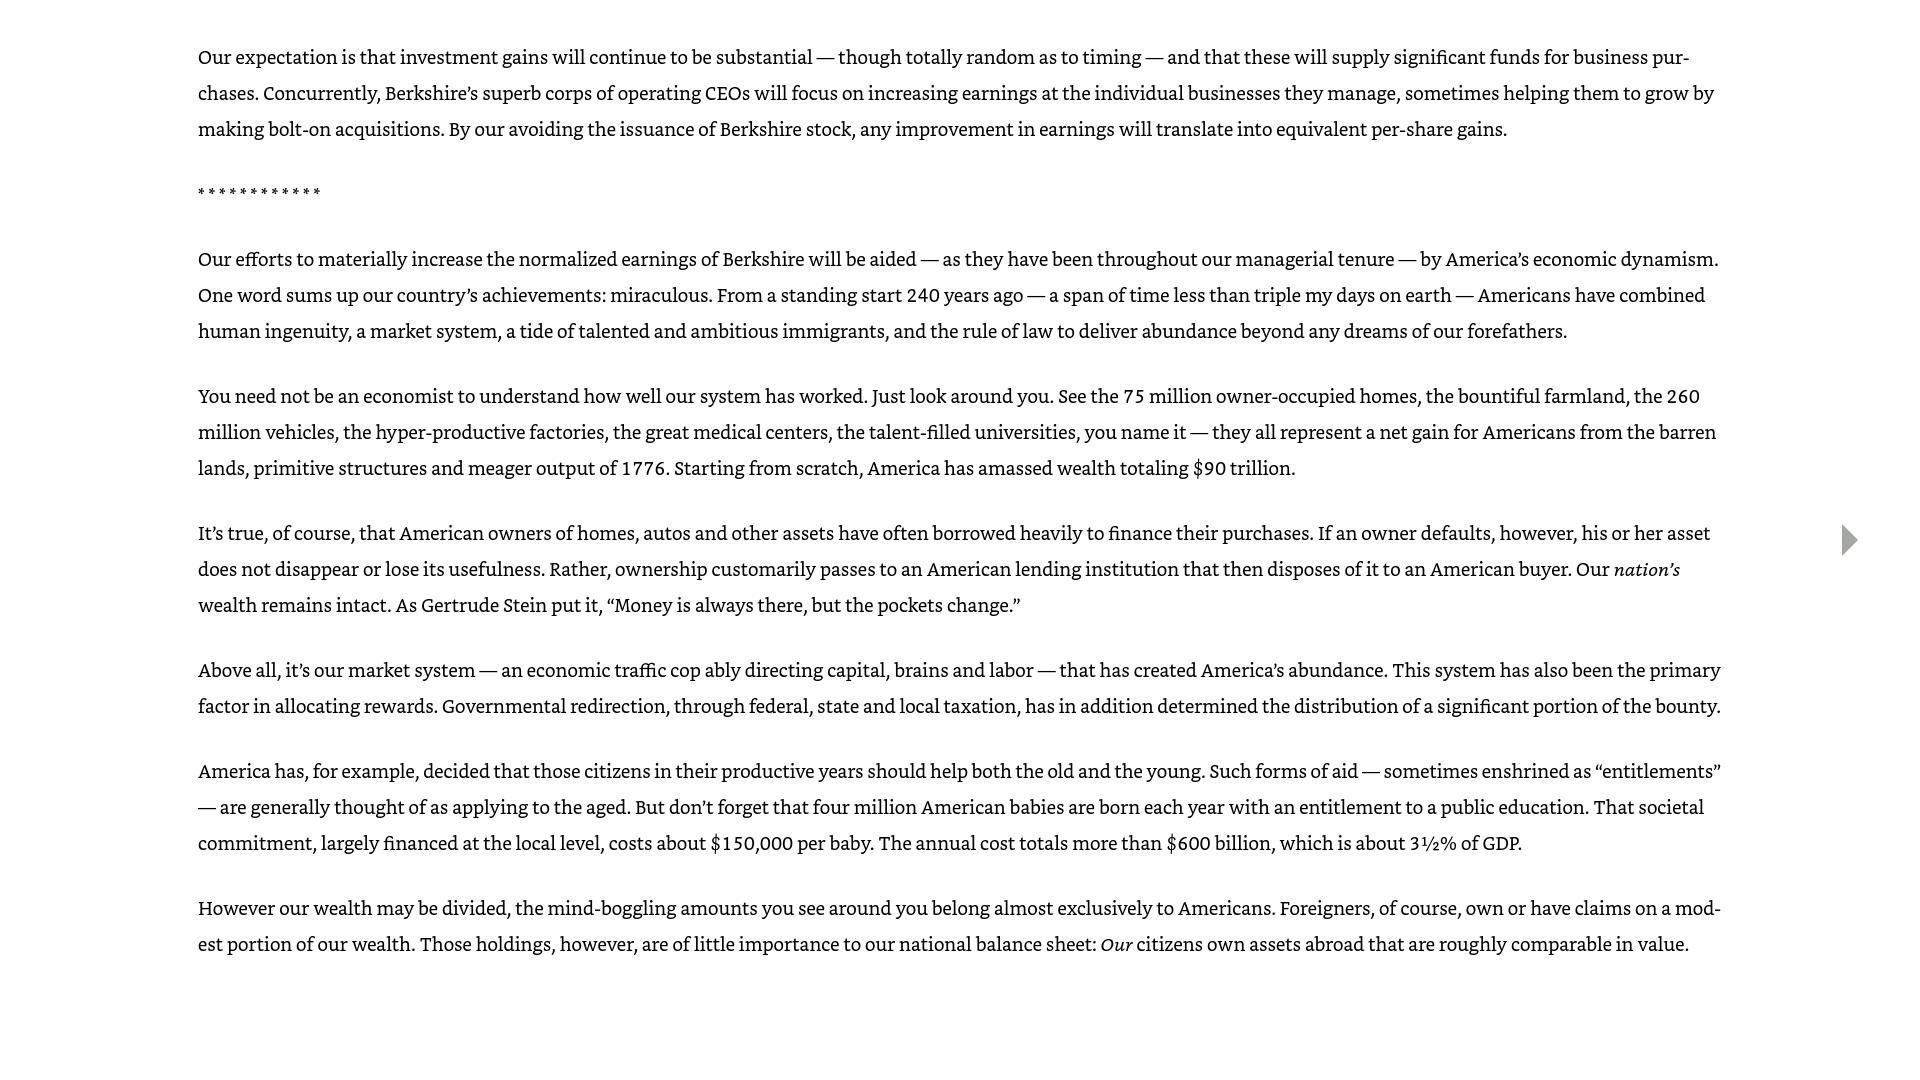 Our expectation is that investment gains will continue to be substantial — though totally random as to timing — and that these will supply significant funds for business pur-
chases. Concurrently, Berkshire’s superb corps of operating CEOs will focus on increasing earnings at the individual businesses they manage, sometimes helping them to grow by
making bolt-on acquisitions. By our avoiding the issuance of Berkshire stock, any improvement in earnings will translate into equivalent per-share gains.
* * * * * * * * * * * *
Our efforts to materially increase the normalized earnings of Berkshire will be aided — as they have been throughout our managerial tenure — by America’s economic dynamism.
One word sums up our country’s achievements: miraculous. From a standing start 240 years ago — a span of time less than triple my days on earth — Americans have combined
human ingenuity, a market system, a tide of talented and ambitious immigrants, and the rule of law to deliver abundance beyond any dreams of our forefathers.
You need not be an economist to understand how well our system has worked. Just look around you. See the 75 million owner-occupied homes, the bountiful farmland, the 260
million vehicles, the hyper-productive factories, the great medical centers, the talent-filled universities, you name it — they all represent a net gain for Americans from the barren
lands, primitive structures and meager output of 1776. Starting from scratch, America has amassed wealth totaling $90 trillion.
It’s true, of course, that American owners of homes, autos and other assets have often borrowed heavily to finance their purchases. If an owner defaults, however, his or her asset
does not disappear or lose its usefulness. Rather, ownership customarily passes to an American lending institution that then disposes of it to an American buyer. Our nation’s
wealth remains intact. As Gertrude Stein put it, “Money is always there, but the pockets change.”
Above all, it’s our market system — an economic traffic cop ably directing capital, brains and labor — that has created America’s abundance. This system has also been the primary
factor in allocating rewards. Governmental redirection, through federal, state and local taxation, has in addition determined the distribution of a significant portion of the bounty.
America has, for example, decided that those citizens in their productive years should help both the old and the young. Such forms of aid — sometimes enshrined as “entitlements”
— are generally thought of as applying to the aged. But don’t forget that four million American babies are born each year with an entitlement to a public education. That societal
commitment, largely financed at the local level, costs about $150,000 per baby. The annual cost totals more than $600 billion, which is about 3½% of GDP.
However our wealth may be divided, the mind-boggling amounts you see around you belong almost exclusively to Americans. Foreigners, of course, own or have claims on a mod-
est portion of our wealth. Those holdings, however, are of little importance to our national balance sheet: Our citizens own assets abroad that are roughly comparable in value.